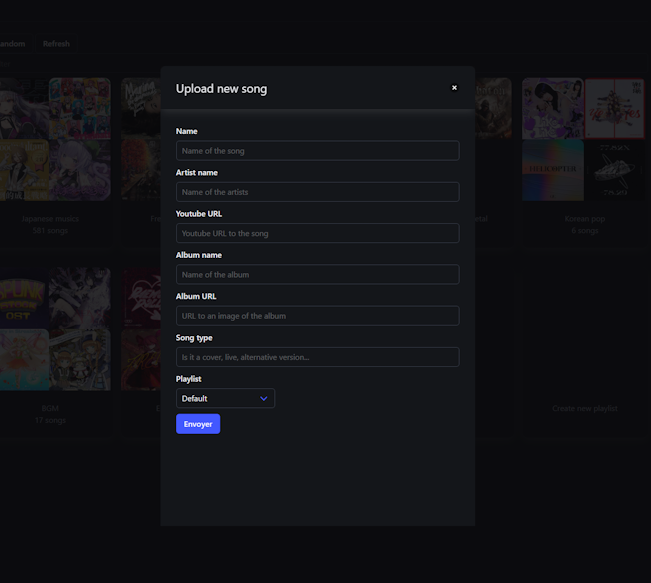 andom Refresh
Upload new song
Name
Name of the song
Artist name
Name of the artists
Youtube URL
Youtube URL to the song
Album name
Name of the album
Album URL
URL to an image of the album
Song type
Is it a cover, live, alternative version...
Playlist
Default
Envoyer
Japanese musics
561 songs
Korean pop
6 songs
BGM
17 songs
Create new playlist